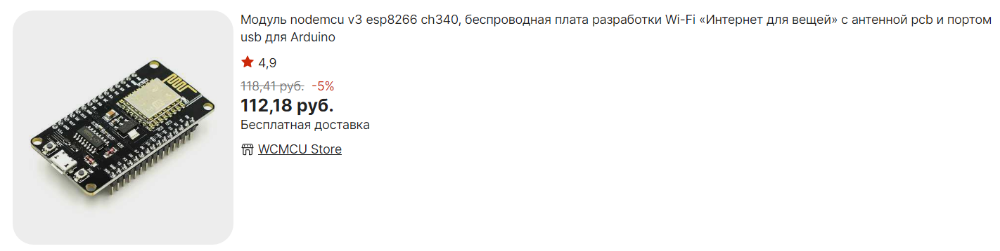 Модуль nodemcu v3 esp8266 ch340, беспроводная плата разработки Wi-Fi «Интернет для вещей» с антенной pcb и портом
usb для Arduino
4,9
118,41 руб. -5%
112,18 руб.
Бесплатная доставка
WCMCU Store